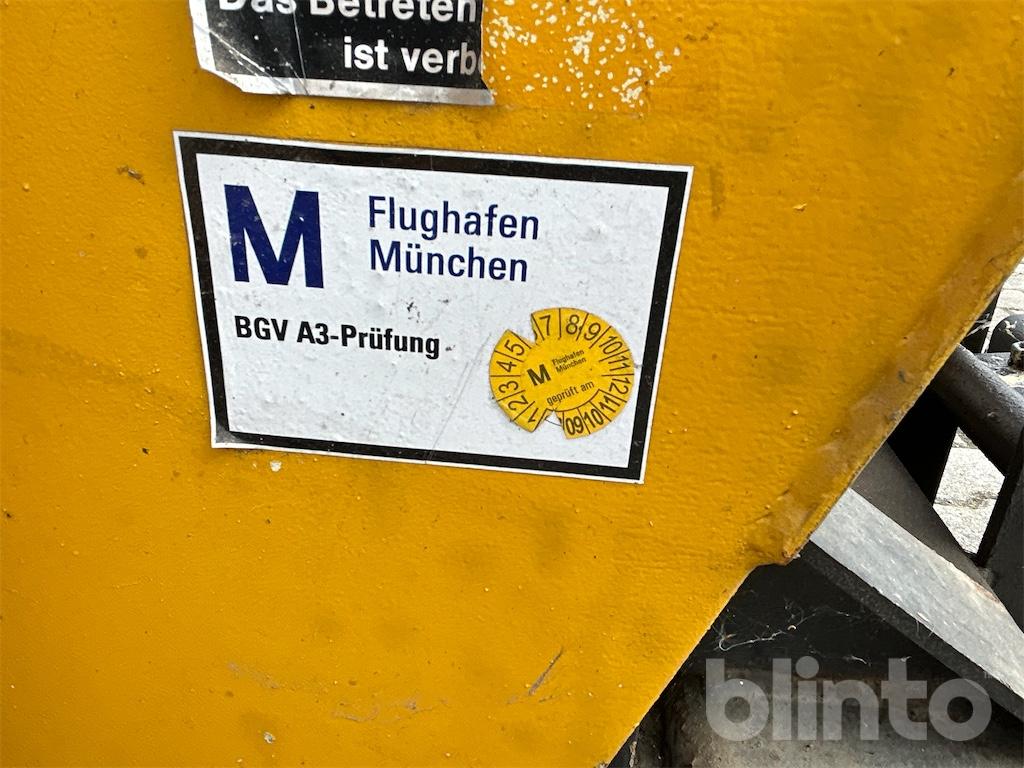 Das Betreten
ist verb
M Flughafen
München
BGV A3-Prüfung
1 2 3 4 5 7 8 9 10 11 12
M Flughafen
München
geprüft am
09 10 11
blinto